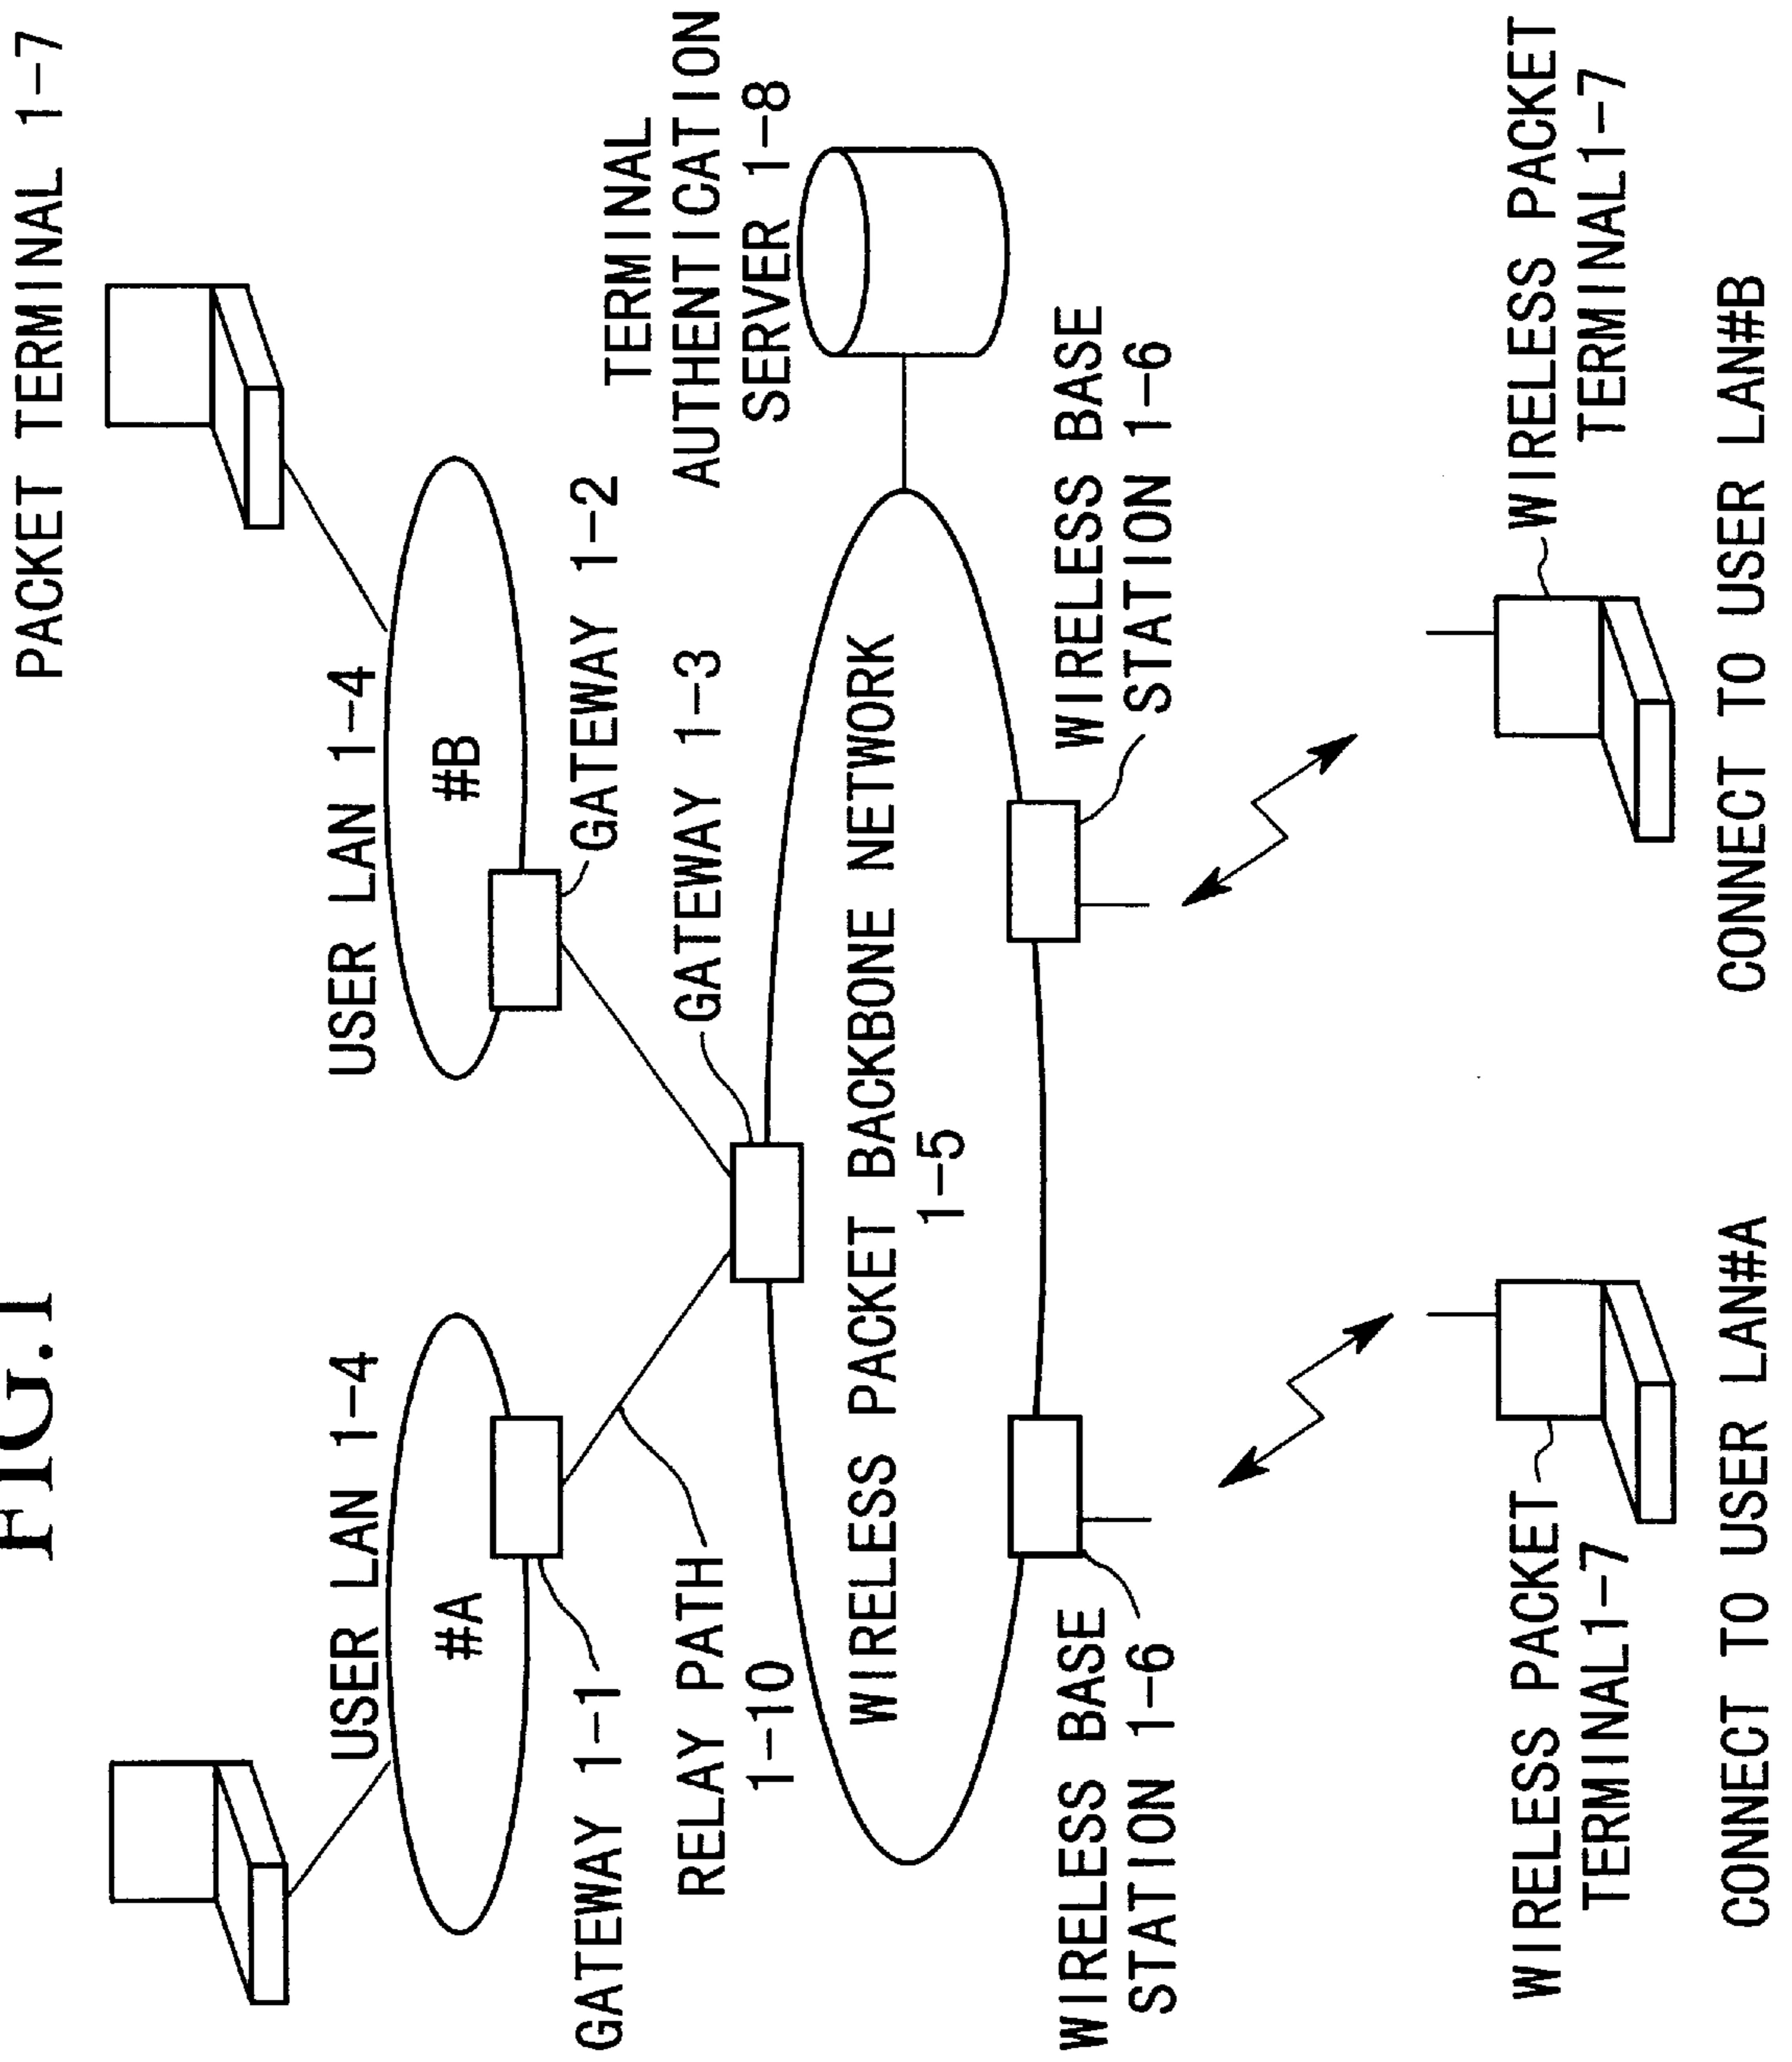 FIG.1
PACKET TERMINAL 1-7
USER LAN 1-4
#A
USER LAN 1-4
#B
GATEWAY 1-1
GATEWAY 1-2
RELAY PATH
1-10
GATEWAY 1-3
TERMINAL
AUTHENTICATION
SERVER 1-8
WIRELESS PACKET BACKBONE NETWORK
1-5
WIRELESS BASE
STATION 1-6
WIRELESS BASE
STATION 1-6
WIRELESS PACKET
TERMINAL1-7
WIRELESS PACKET
TERMINAL1-7
CONNECT TO USER LAN#A
CONNECT TO USER LAN#B